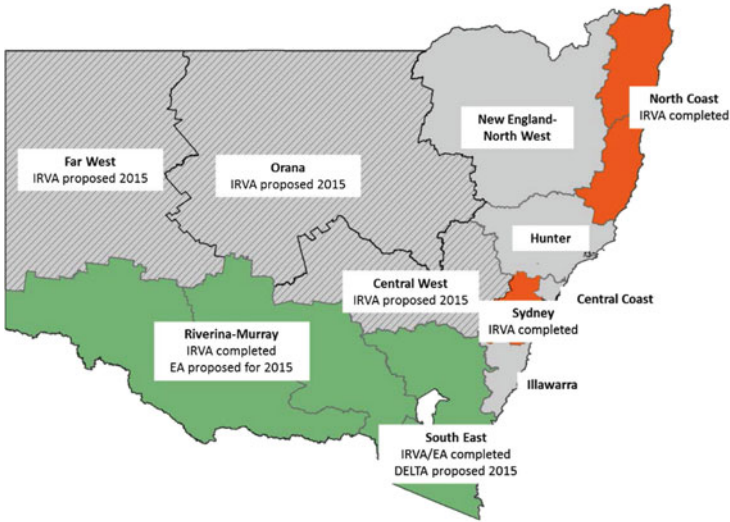 North Coast
IRVA completed
New England-
North West
Far West
IRVA proposed 2015
Orana
IRVA proposed 2015
Hunter
Central West
IRVA proposed 2015
Central Coast
Sydney
IRVA completed
Riverina-Murray
IRVA completed
EA proposed for 2015
Illawarra
South East
IRVA/EA completed
DELTA proposed 2015